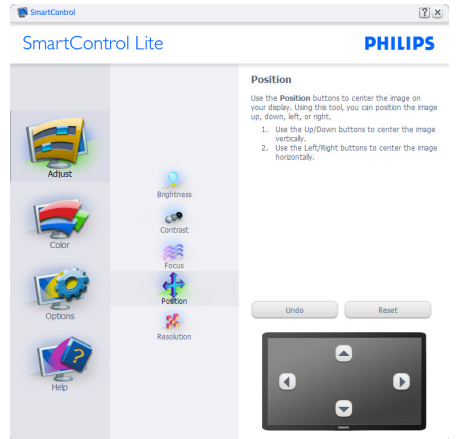 SmartControl
SmartControl Lite
PHILIPS
Adjust
Color
Options
Help
Brightness
Contrast
Focus
Position
Resolution
Position
Use the Position buttons to center the image on
your display. Using this tool, you can position the image
up, down, left, or right.
1. Use the Up/Down buttons to center the image
vertically.
2. Use the Left/Right buttons to center the image
horizontally.
Undo
Reset
PHILIPS